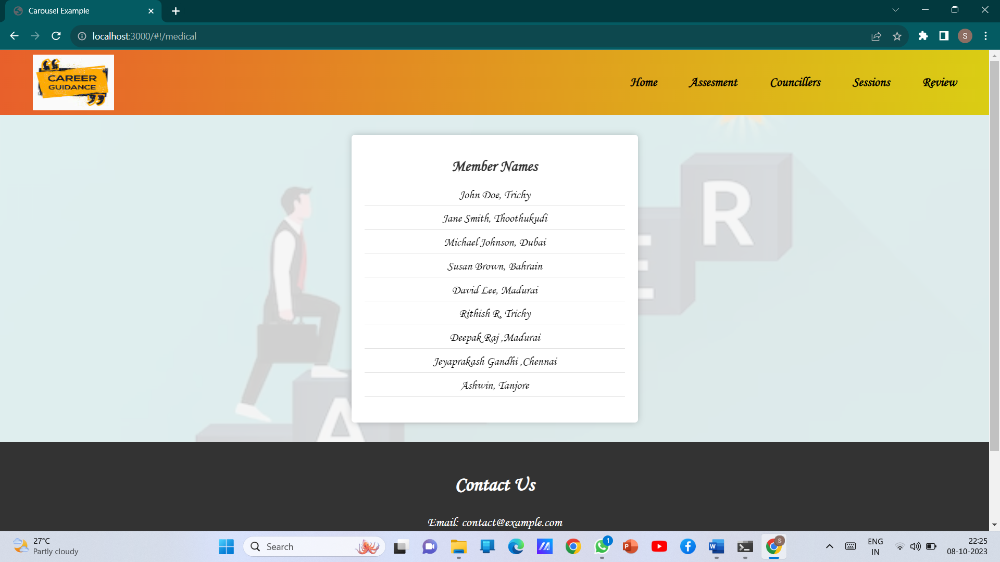 Carousel Example
localhost:3000/#!/medical
S
CAREER
GUIDANCE
Home Assesment Councillers Sessions Review
Member Names
John Doe, Trichy
Jane Smith, Thoothukudi
Michael Johnson, Dubai
Susan Brown, Bahrain
David Lee, Madurai
Rithish R, Trichy
Deepak Raj ,Madurai
Jeyaprakash Gandhi ,Chennai
Ashwin, Tanjore
A
E
R
Contact Us
Email: contact@example.com
27°C
Partly cloudy
Search
1
S
ENG
IN
22:25
08-10-2023